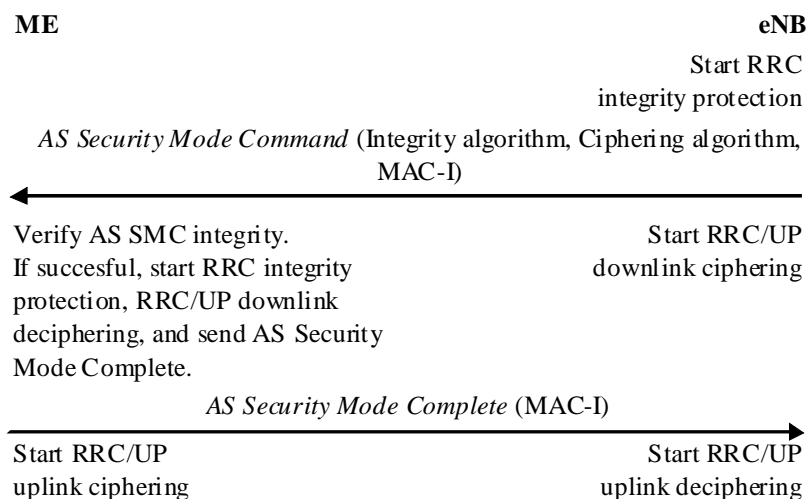 ME eNB
Start RRC
integrity protection
AS Security Mode Command (Integrity algorithm, Ciphering algorithm,
MAC-I)
Verify AS SMC integrity.
If succesful, start RRC integrity
protection, RRC/UP downlink
deciphering, and send AS Security
Mode Complete.
Start RRC/UP
downlink ciphering
AS Security Mode Complete (MAC-I)
Start RRC/UP
uplink ciphering
Start RRC/UP
uplink deciphering